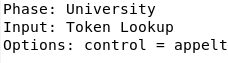 Phase: University
Input: Token Lookup
Options: control = appelt